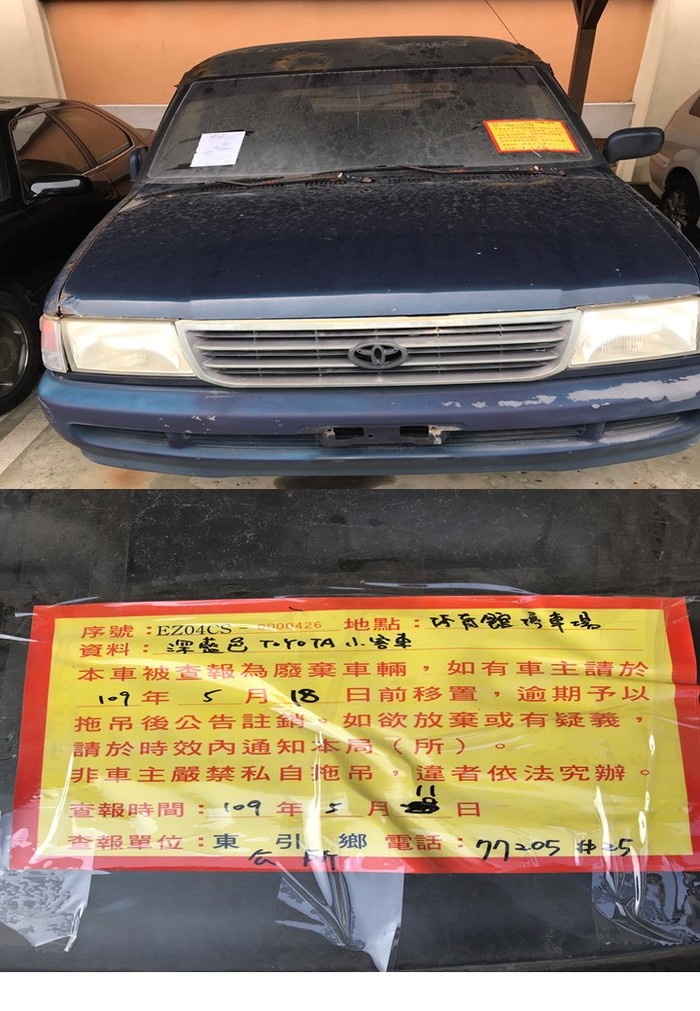 序號：EZ04CS - 0000426 地點：体育館停車場
資料：深藍色 TOYOTA 小客車
本車被查報為廢棄車輛，如有車主請於
109 年 5 月 18 日前移置，逾期予以
拖吊後公告註銷。如欲放棄或有疑義，
請於時效內通知本局（所）。
非車主嚴禁私自拖吊，違者依法究辦。
查報時間：109 年 5 月 11 日
查報單位：東引鄉公所 電話：77205 #25